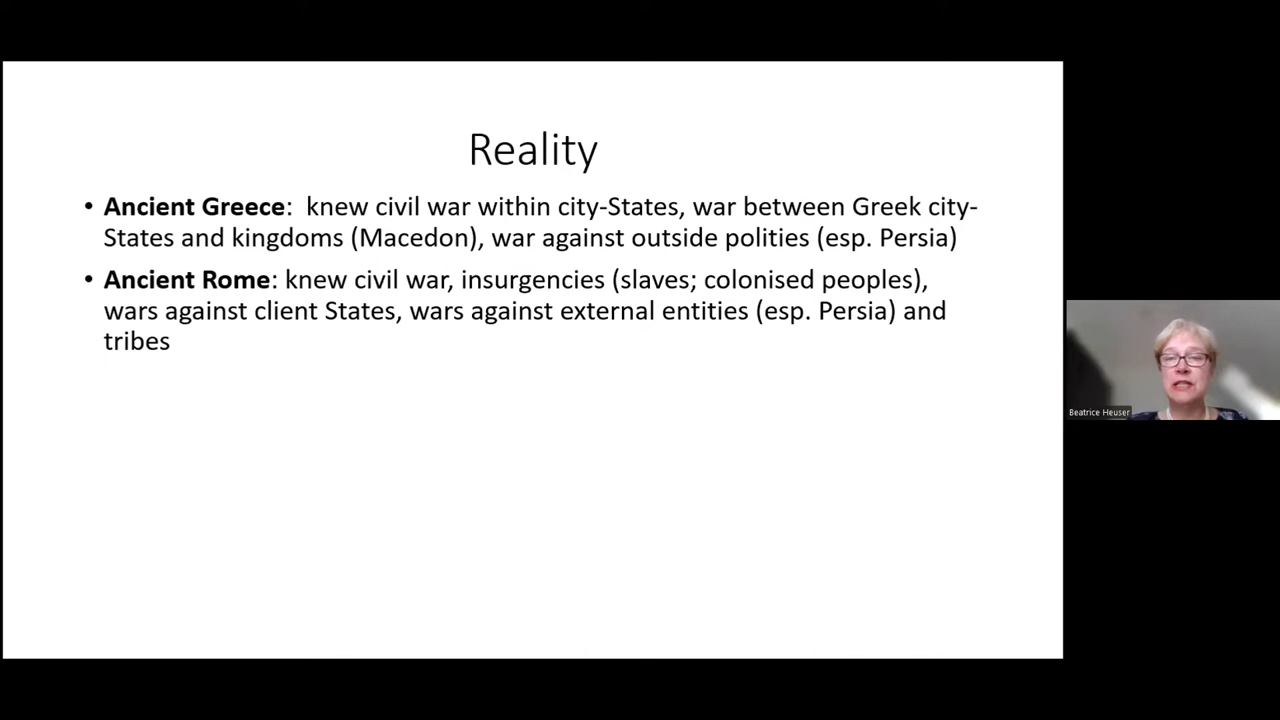 Reality
• Ancient Greece:  knew civil war within city-States, war between Greek city-
States and kingdoms (Macedon), war against outside polities (esp. Persia)
• Ancient Rome: knew civil war, insurgencies (slaves; colonised peoples),
wars against client States, wars against external entities (esp. Persia) and
tribes
Beatrice Heuser